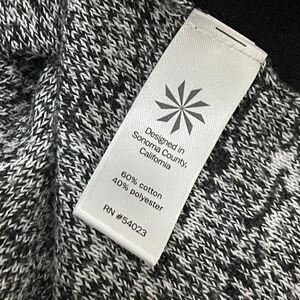 Designed in
Sonoma County,
California
60% cotton
40% polyester
RN #54023